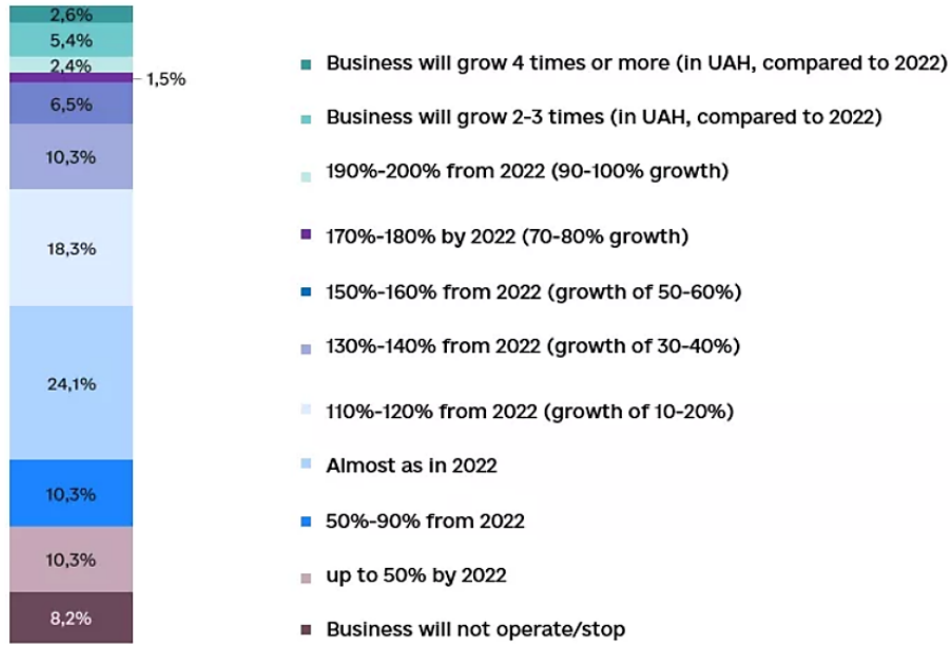 2,6%
5,4%
2,4%
1,5%
6,5%
10,3%
18,3%
24,1%
10,3%
10,3%
8,2%
Business will grow 4 times or more (in UAH, compared to 2022)
Business will grow 2-3 times (in UAH, compared to 2022)
190%-200% from 2022 (90-100% growth)
170%-180% by 2022 (70-80% growth)
150%-160% from 2022 (growth of 50-60%)
130%-140% from 2022 (growth of 30-40%)
110%-120% from 2022 (growth of 10-20%)
Almost as in 2022
50%-90% from 2022
up to 50% by 2022
Business will not operate/stop